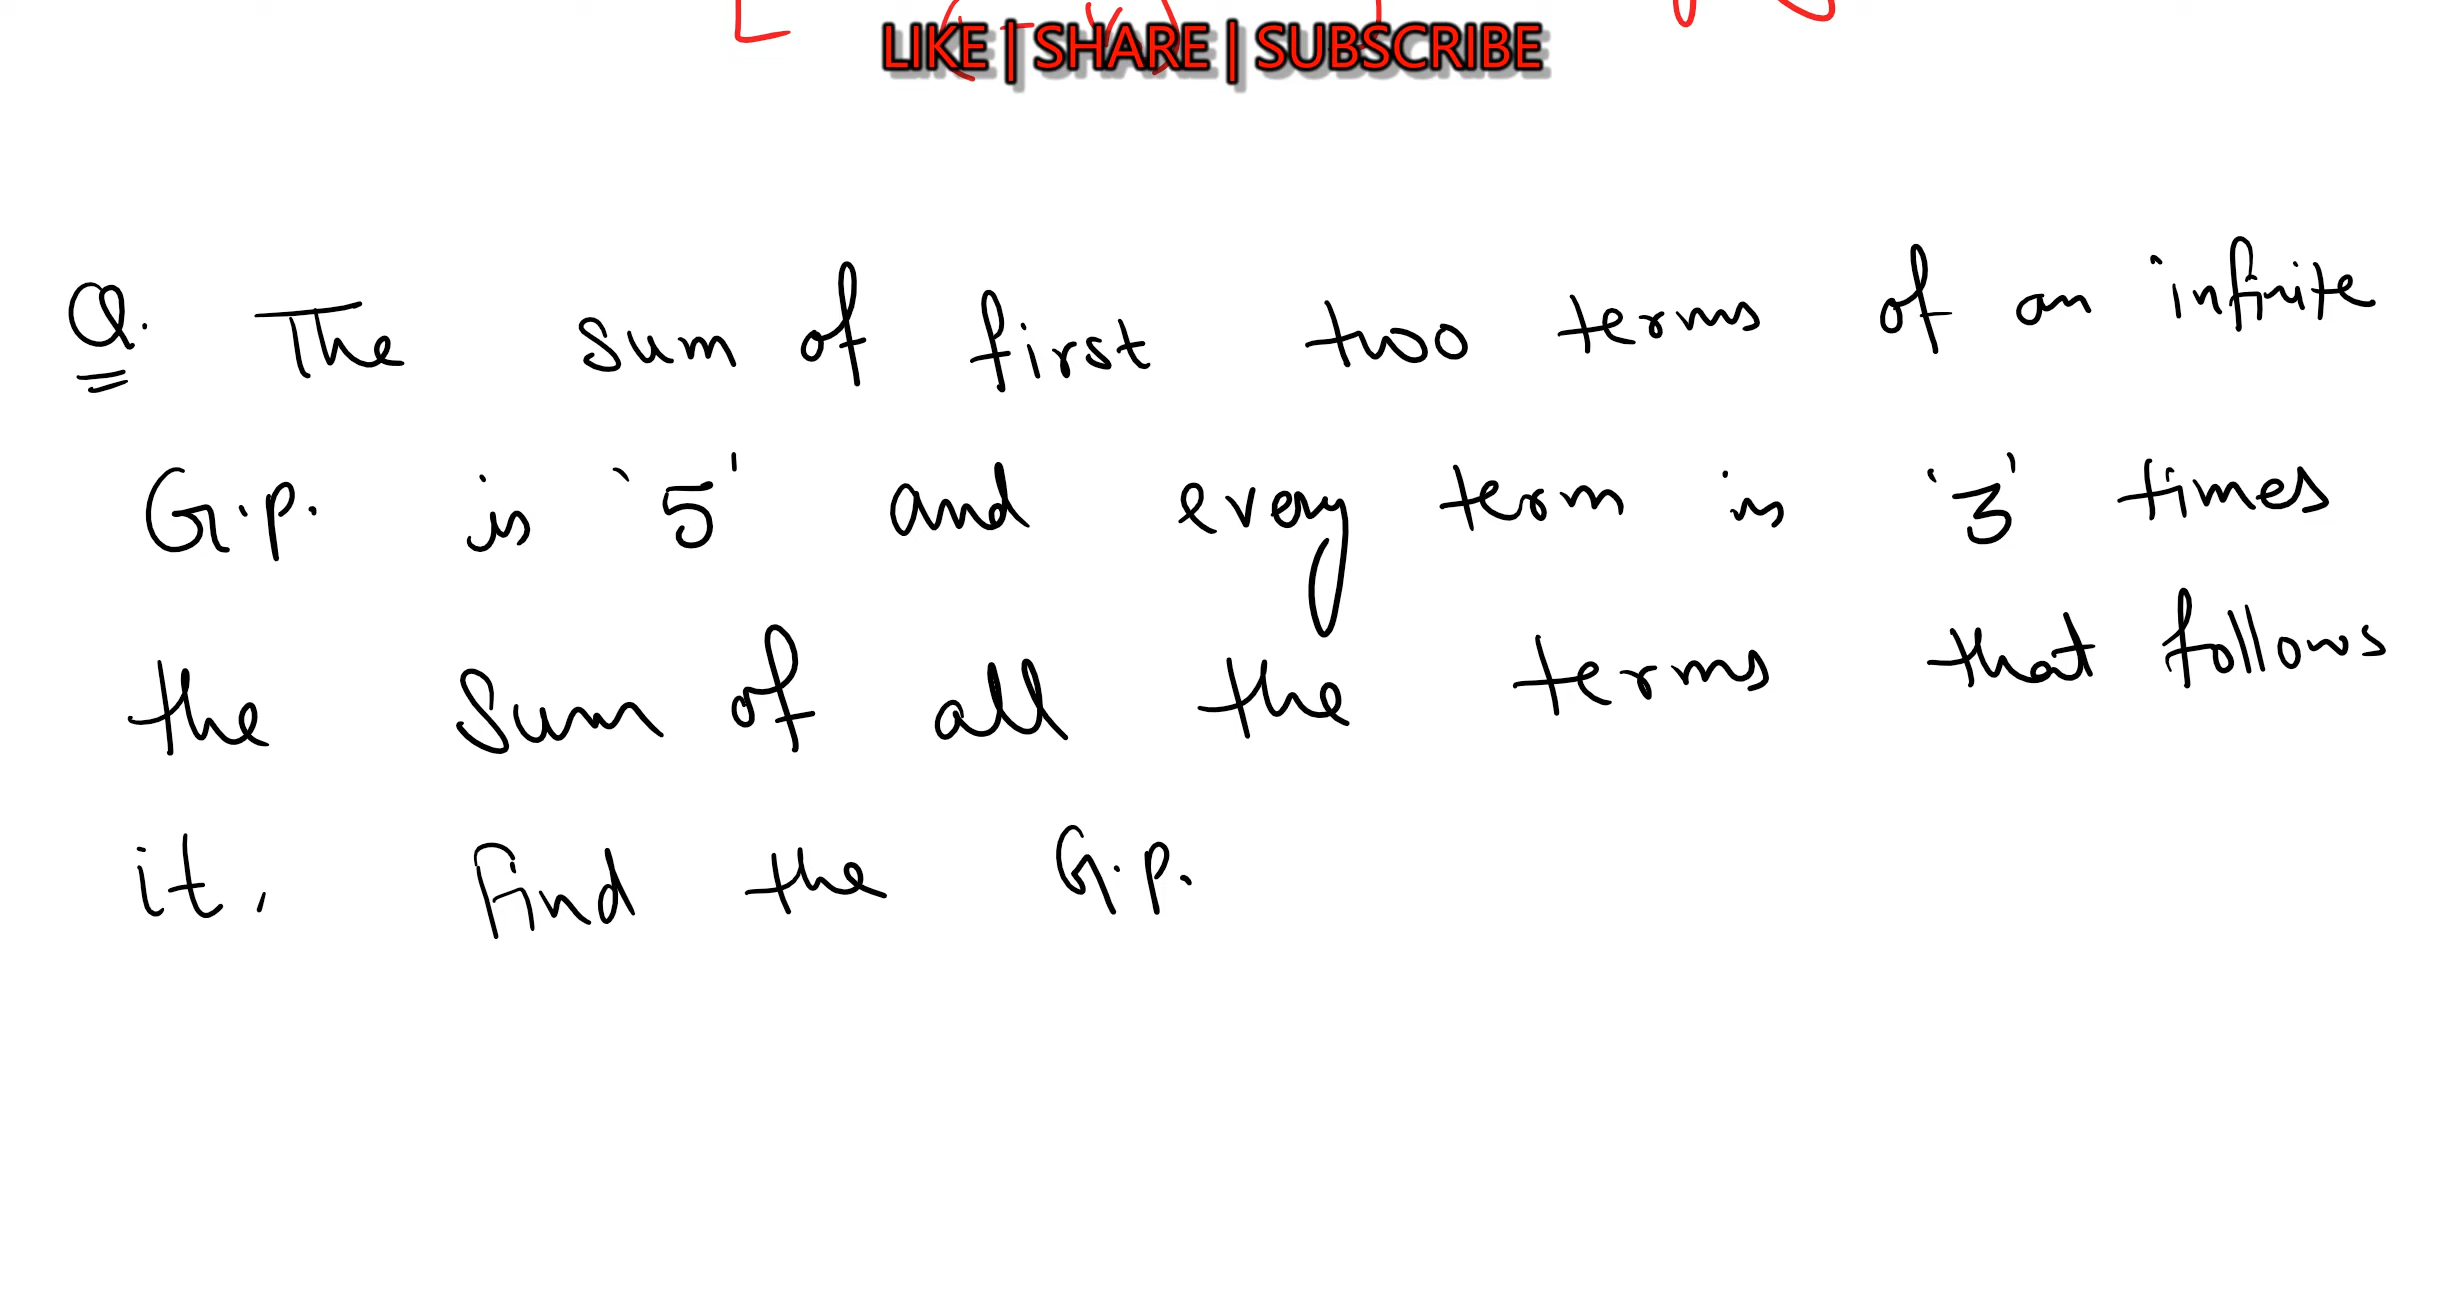 LIKE | SHARE | SUBSCRIBE
Q. The sum of first two terms of an infinite
G.p. is '5' and every term is '3' times
the sum of all the terms that follows
it. Find the G.p.